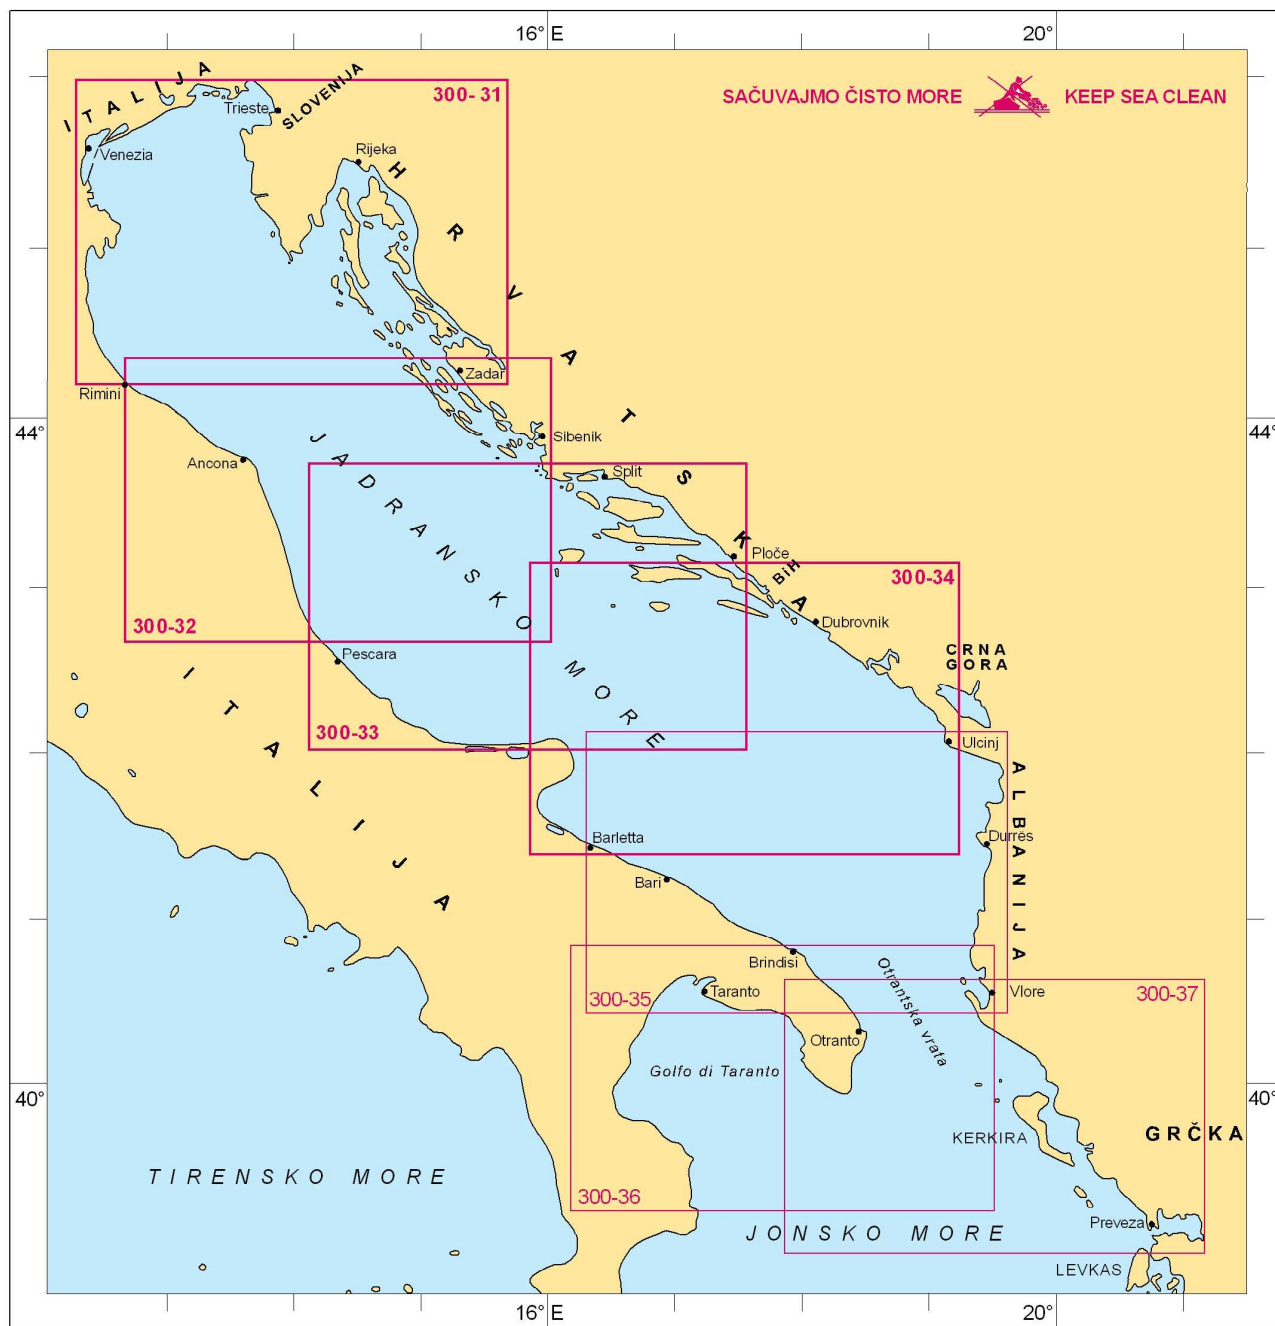 16° E
20°
SAČUVAJMO ČISTO MORE
KEEP SEA CLEAN
ITALIJA
300-31
Trieste
SLOVENIJA
Venezia
Rijeka
HRVATSKA
Zadar
Rimini
44°
44°
Sibenik
Ancona
JADRANSKO MORE
Split
Ploče
BiH
300-34
Dubrovnik
300-32
Pescara
CRNA
GORA
ITALIJA
300-33
Ulcinj
ALBANIJA
Barletta
Durrës
Bari
Brindisi
Otrantska vrata
Taranto
300-35
Vlore
300-37
Otranto
Golfo di Taranto
40°
40°
KERKIRA
GRČKA
TIRENSKO MORE
300-36
Preveza
JONSKO MORE
LEVKAS
16° E
20°